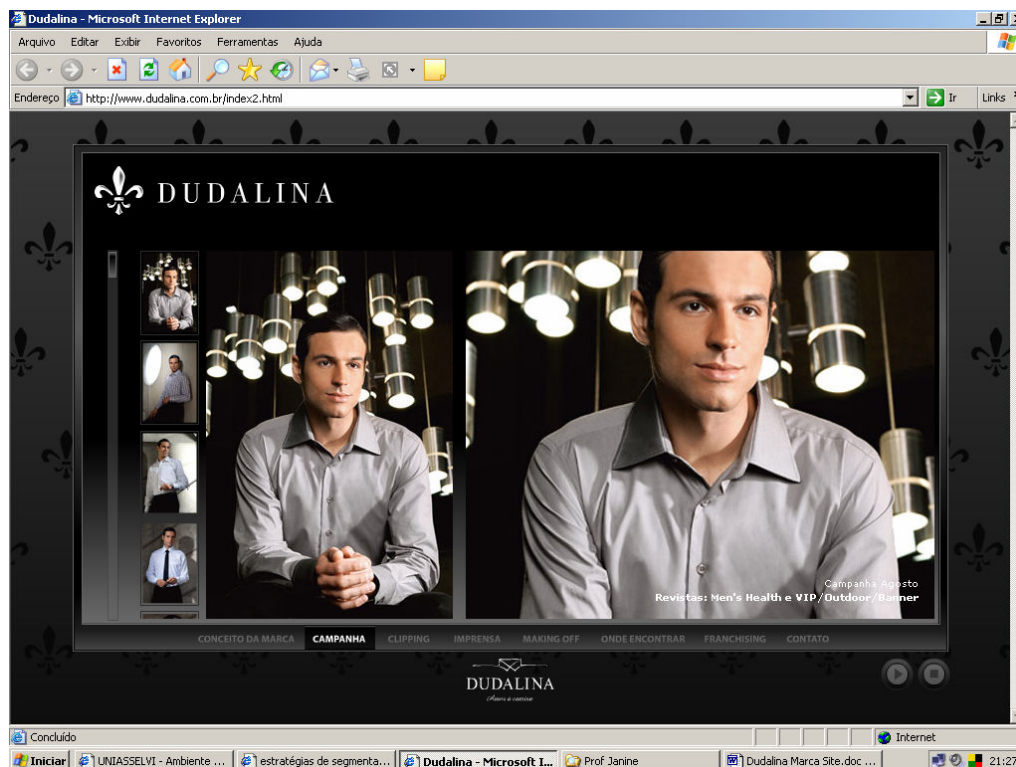 Dudalina - Microsoft Internet Explorer
Arquivo Editar Exibir Favoritos Ferramentas Ajuda
Endereço http://www.dudalina.com.br/index2.html Ir Links
DUDALINA
Campanha Agosto
Revistas: Men's Health e VIP/Outdoor/Banner
CONCEITO DA MARCA CAMPANHA CLIPPING IMPRENSA MAKING OFF ONDE ENCONTRAR FRANCHISING CONTATO
DUDALINA
Concluído Internet
Iniciar UNIASSELVI - Ambiente ... estratégias de segmenta... Dudalina - Microsoft I... Prof Janine Dudalina Marca Site.doc ... 21:27